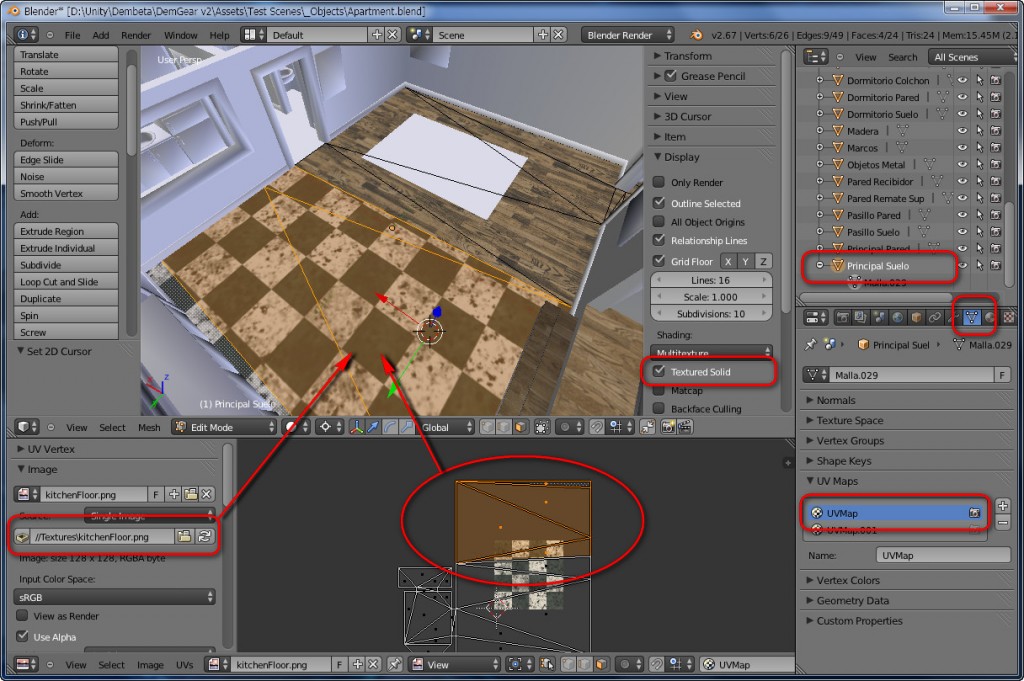 Blender* [D:\Unity\Dembeta\DemGear v2\Assets\Test Scenes\_Objects\Apartment.blend]
File Add Render Window Help Default Scene Blender Render v2.67 | Verts:6/26 | Edges:9/49 | Faces:4/24 | Tris:24 | Mem:15.45M (2.1
View Search All Scenes
Translate
Rotate
Scale
Shrink/Fatten
Push/Pull
Deform:
Edge Slide
Noise
Smooth Vertex
Add:
Extrude Region
Extrude Individual
Subdivide
Loop Cut and Slide
Duplicate
Spin
Screw
Set 2D Cursor
User Persp
(1) Principal Suelo
z
Transform
Grease Pencil
View
3D Cursor
Item
Display
Only Render
Outline Selected
All Object Origins
Relationship Lines
Grid Floor X Y Z
Lines: 16
Scale: 1.000
Subdivisions: 10
Shading:
Multitexture
Textured Solid
Matcap
Backface Culling
Dormitorio Colchon
Dormitorio Pared
Dormitorio Suelo
Madera
Marcos
Objetos Metal
Pared Recibidor
Pared Remate Sup
Pasillo Pared
Pasillo Suelo
Principal Pared
Principal Suelo
Malla.029
Principal Suel Malla.029
Malla.029 F
Normals
Texture Space
Vertex Groups
Shape Keys
UV Maps
UVMap
UVMap.001
Name: UVMap
Vertex Colors
Geometry Data
Custom Properties
View Select Mesh Edit Mode Global
UV Vertex
Image
kitchenFloor.png F
Source: Single Image
//Textures\kitchenFloor.png
Image: size 128 x 128, RGBA byte
Input Color Space:
sRGB
View as Render
Use Alpha
View Select Image UVs kitchenFloor.png F View UVMap